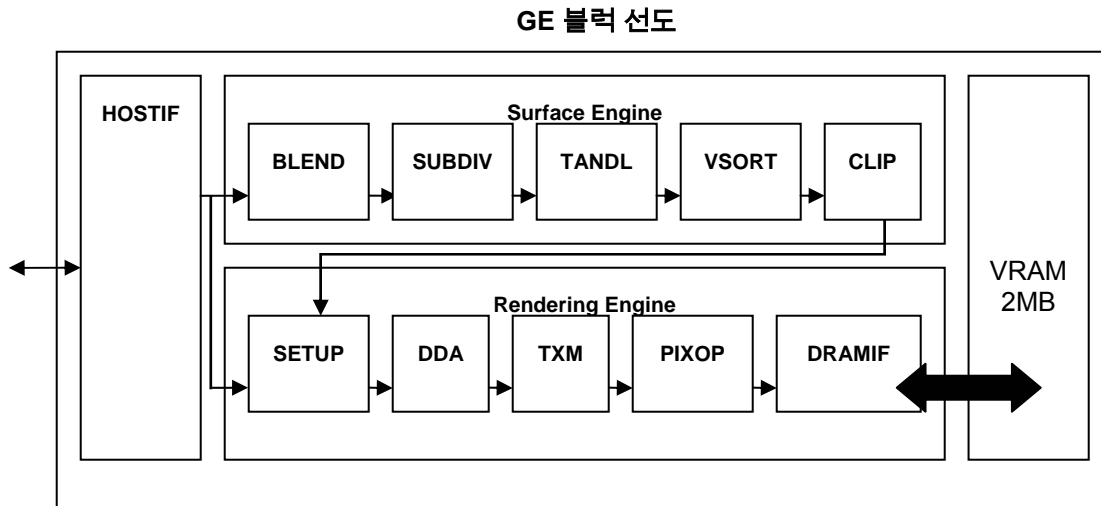 GE 블럭 선도
HOSTIF
Surface Engine
BLEND
SUBDIV
TANDL
VSORT
CLIP
VRAM
2MB
Rendering Engine
SETUP
DDA
TXM
PIXOP
DRAMIF